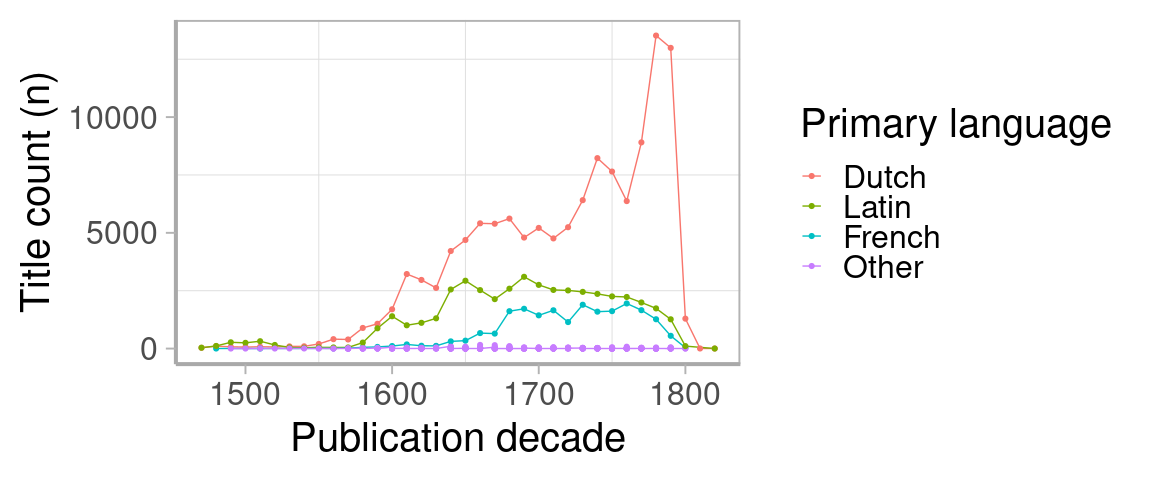 Title count (n)
10000
5000
0
1500 1600 1700 1800
Publication decade
Primary language
Dutch
Latin
French
Other